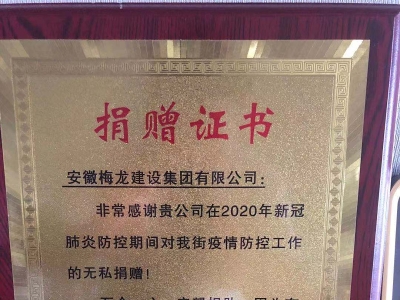 捐赠证书
安徽梅龙建设集团有限公司：
非常感谢贵公司在2020年新冠
肺炎防控期间对我街疫情防控工作
的无私捐赠！